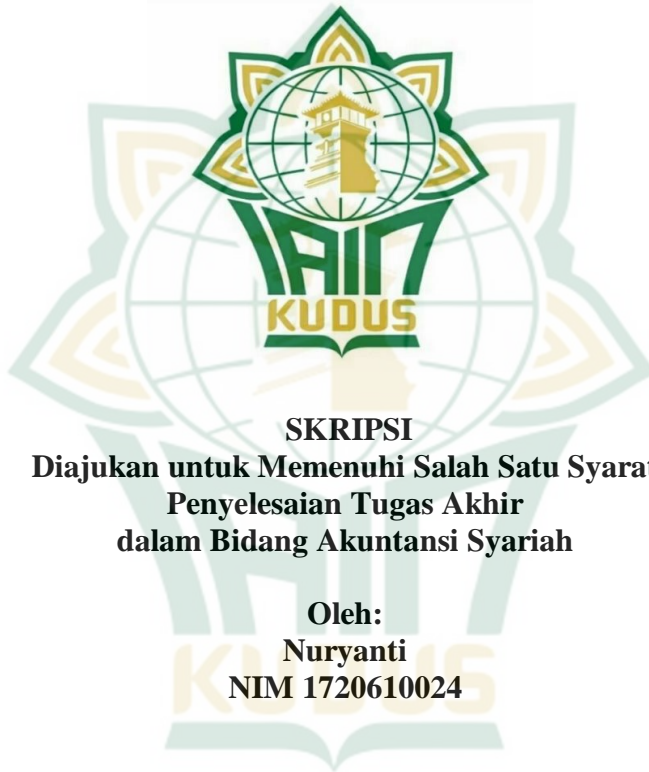 IAIN
KUDUS
SKRIPSI
Diajukan untuk Memenuhi Salah Satu Syarat
Penyelesaian Tugas Akhir
dalam Bidang Akuntansi Syariah
Oleh:
Nuryanti
NIM 1720610024
KUDUS